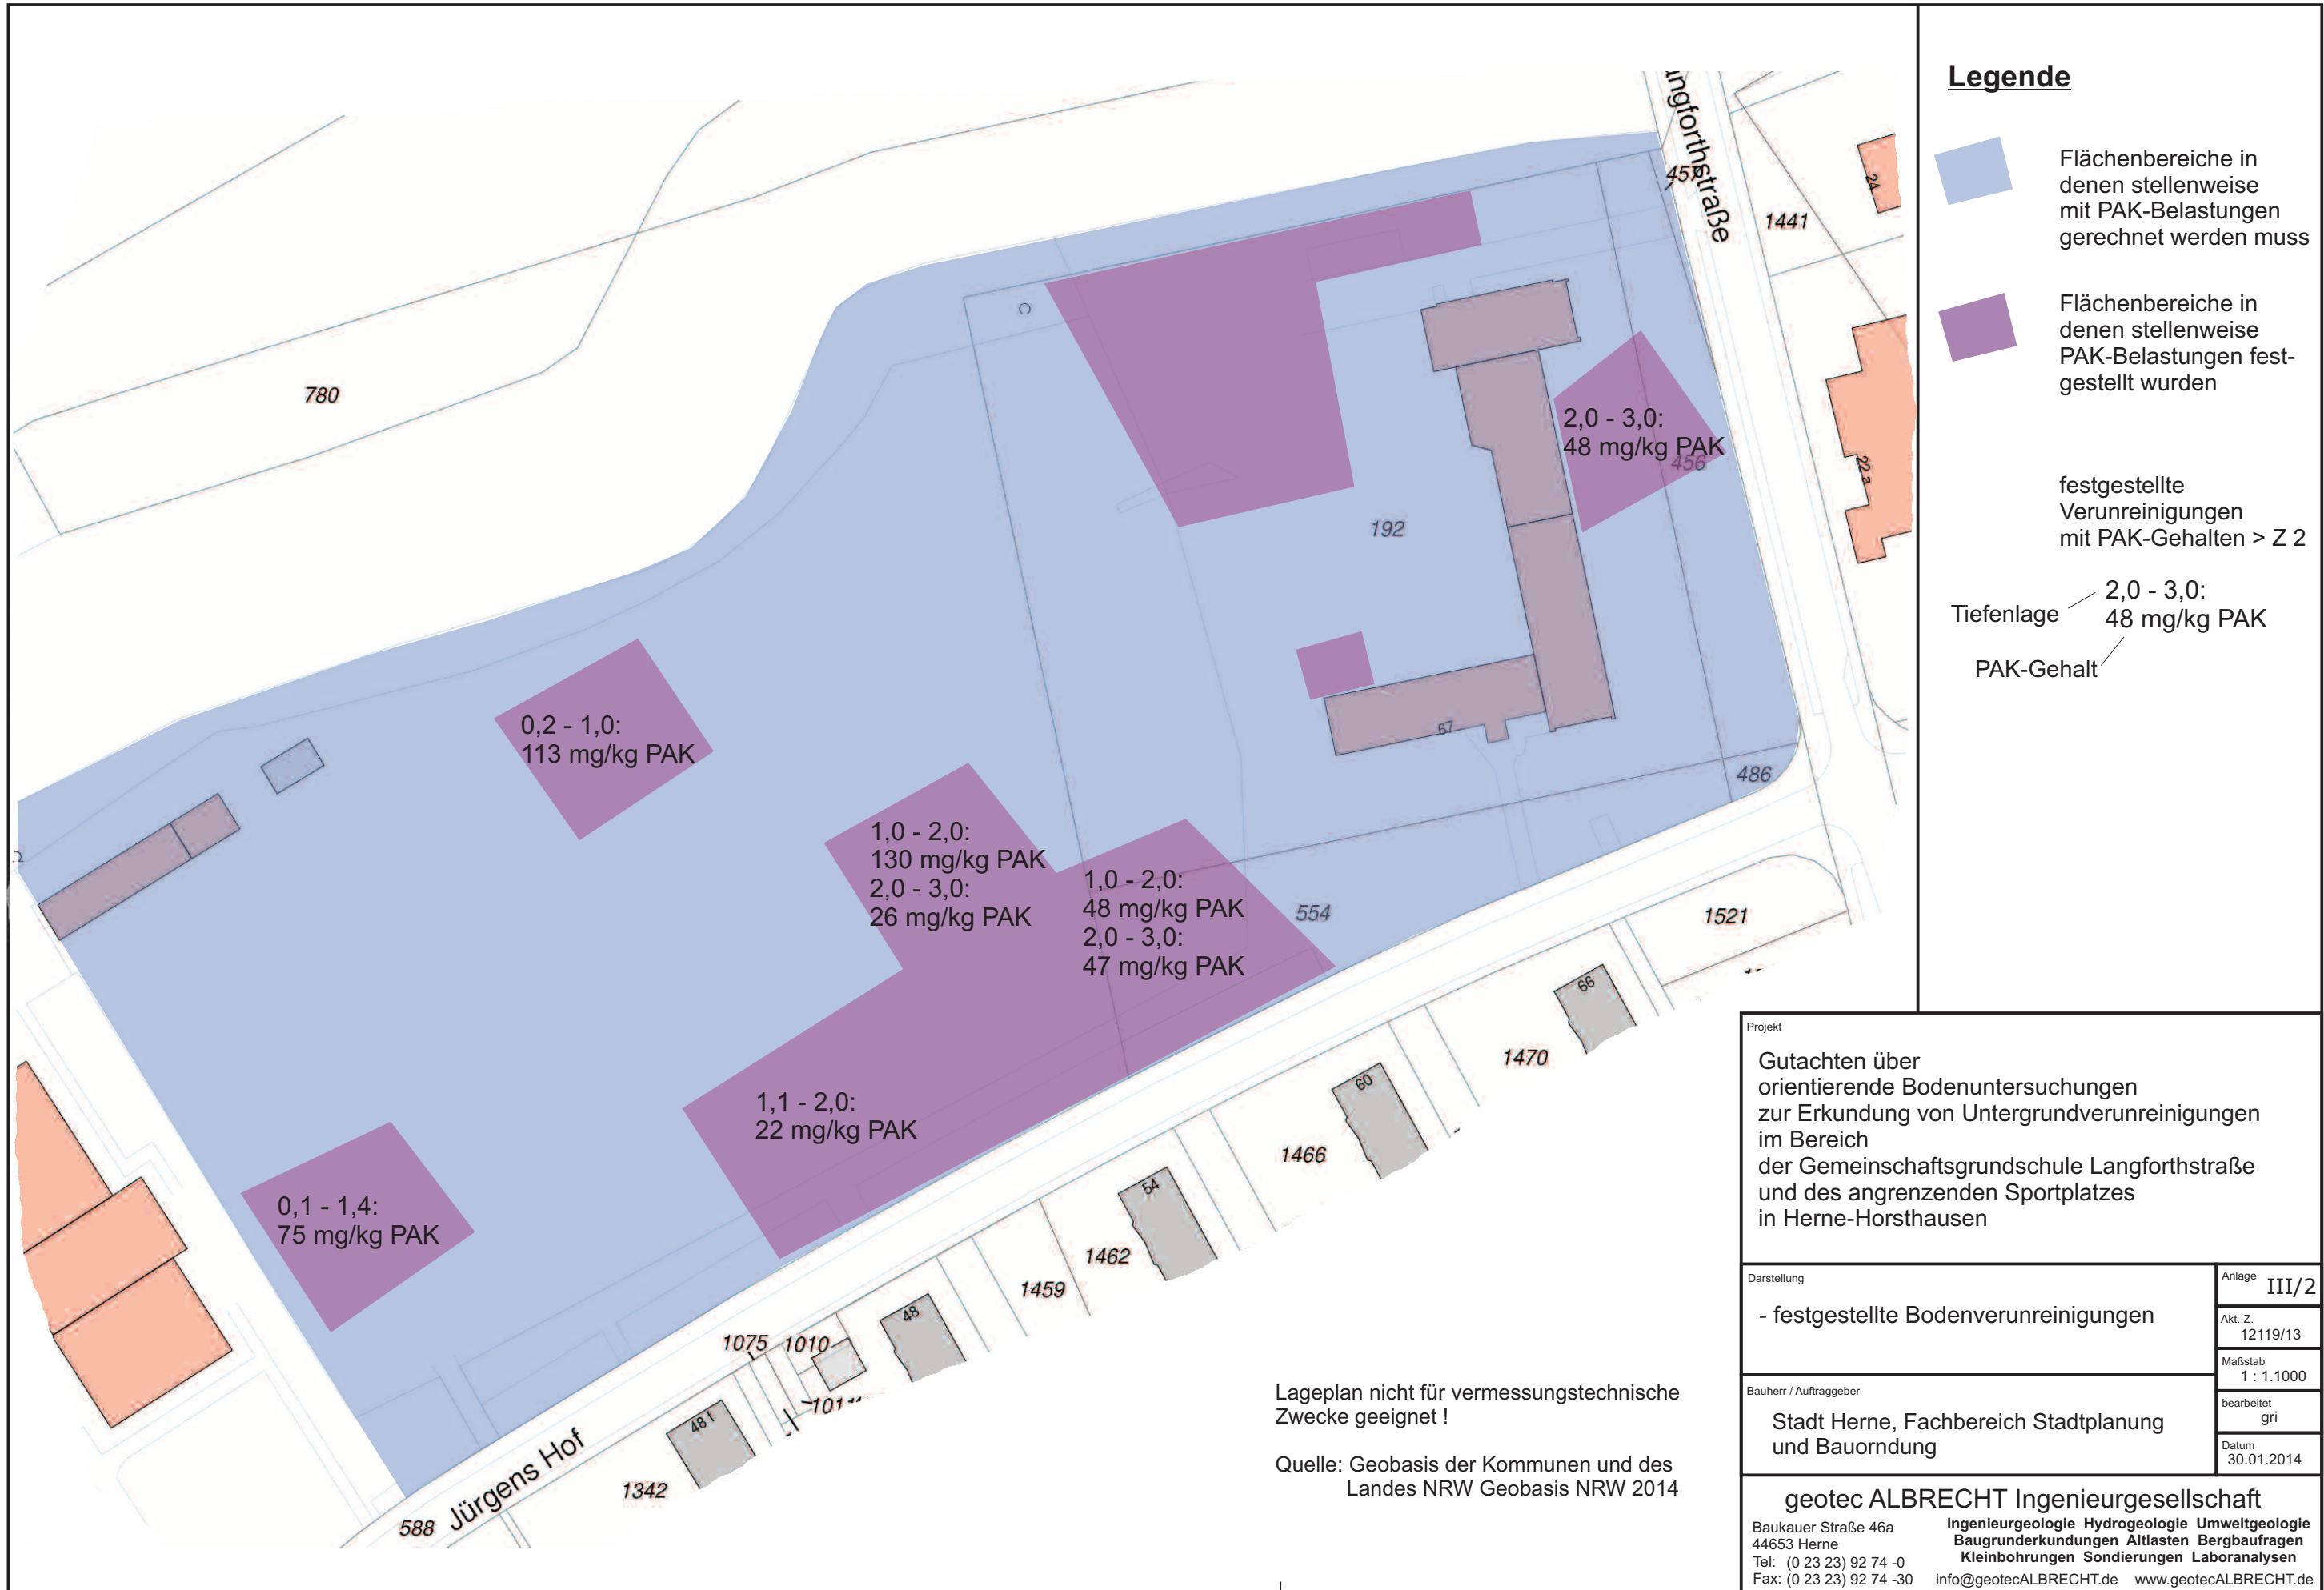 Legende
Flächenbereiche in
denen stellenweise
mit PAK-Belastungen
gerechnet werden muss
Flächenbereiche in
denen stellenweise
PAK-Belastungen fest-
gestellt wurden
festgestellte
Verunreinigungen
mit PAK-Gehalten > Z 2
Tiefenlage
2,0 - 3,0:
48 mg/kg PAK
PAK-Gehalt
ngforthstraße
457
24
1441
780
2,0 - 3,0:
48 mg/kg PAK
456
22 a
192
67
486
0,2 - 1,0:
113 mg/kg PAK
1,0 - 2,0:
130 mg/kg PAK
2,0 - 3,0:
26 mg/kg PAK
1,0 - 2,0:
48 mg/kg PAK
2,0 - 3,0:
47 mg/kg PAK
554
1521
66
1470
60
1,1 - 2,0:
22 mg/kg PAK
1466
54
0,1 - 1,4:
75 mg/kg PAK
1462
1459
48
1075
1010
48 f
1342
588
Jürgens Hof
Lageplan nicht für vermessungstechnische
Zwecke geeignet !
Quelle: Geobasis der Kommunen und des
Landes NRW Geobasis NRW 2014
Projekt
Gutachten über
orientierende Bodenuntersuchungen
zur Erkundung von Untergrundverunreinigungen
im Bereich
der Gemeinschaftsgrundschule Langforthstraße
und des angrenzenden Sportplatzes
in Herne-Horsthausen
Darstellung
- festgestellte Bodenverunreinigungen
Anlage III/2
Akt.-Z.
12119/13
Maßstab
1 : 1.1000
Bauherr / Auftraggeber
Stadt Herne, Fachbereich Stadtplanung
und Bauorndung
bearbeitet
gri
Datum
30.01.2014
geotec ALBRECHT Ingenieurgesellschaft
Baukauer Straße 46a
44653 Herne
Tel: (0 23 23) 92 74 -0
Fax: (0 23 23) 92 74 -30
Ingenieurgeologie Hydrogeologie Umweltgeologie
Baugrunderkundungen Altlasten Bergbaufragen
Kleinbohrungen Sondierungen Laboranalysen
info@geotecALBRECHT.de www.geotecALBRECHT.de